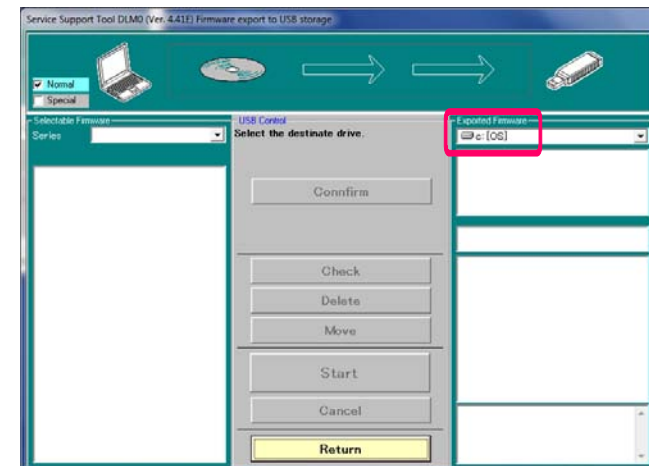 Service Support Tool DLM0 (Ver. 4.41E) Firmware export to USB storage
Normal
Special
Selectable Firmware
Series
USB Control
Select the destinate drive.
Connfirm
Check
Delete
Move
Start
Cancel
Return
Exported Firmware
c: [OS]